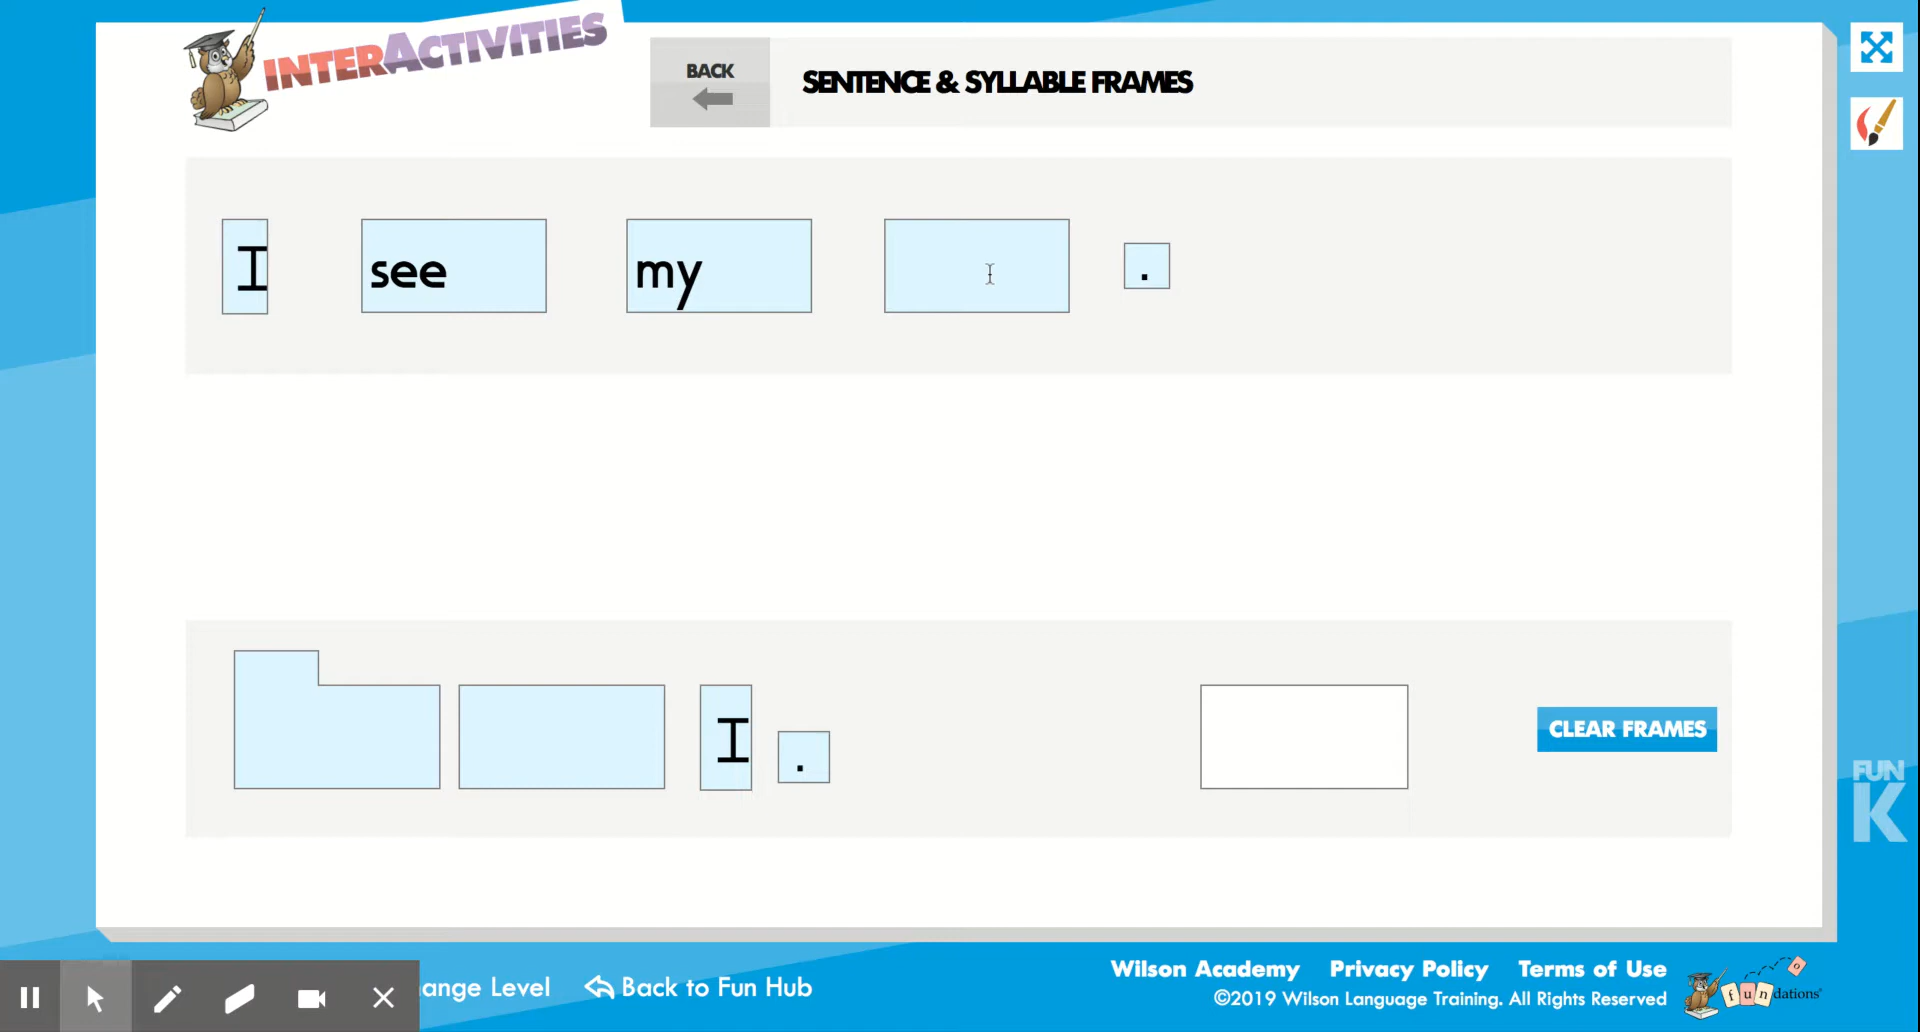 INTERACTIVITIES
BACK
SENTENCE & SYLLABLE FRAMES
I see my .
I .
CLEAR FRAMES
FUN
K
ange Level
Back to Fun Hub
Wilson Academy Privacy Policy Terms of Use
©2019 Wilson Language Training. All Rights Reserved
fundations